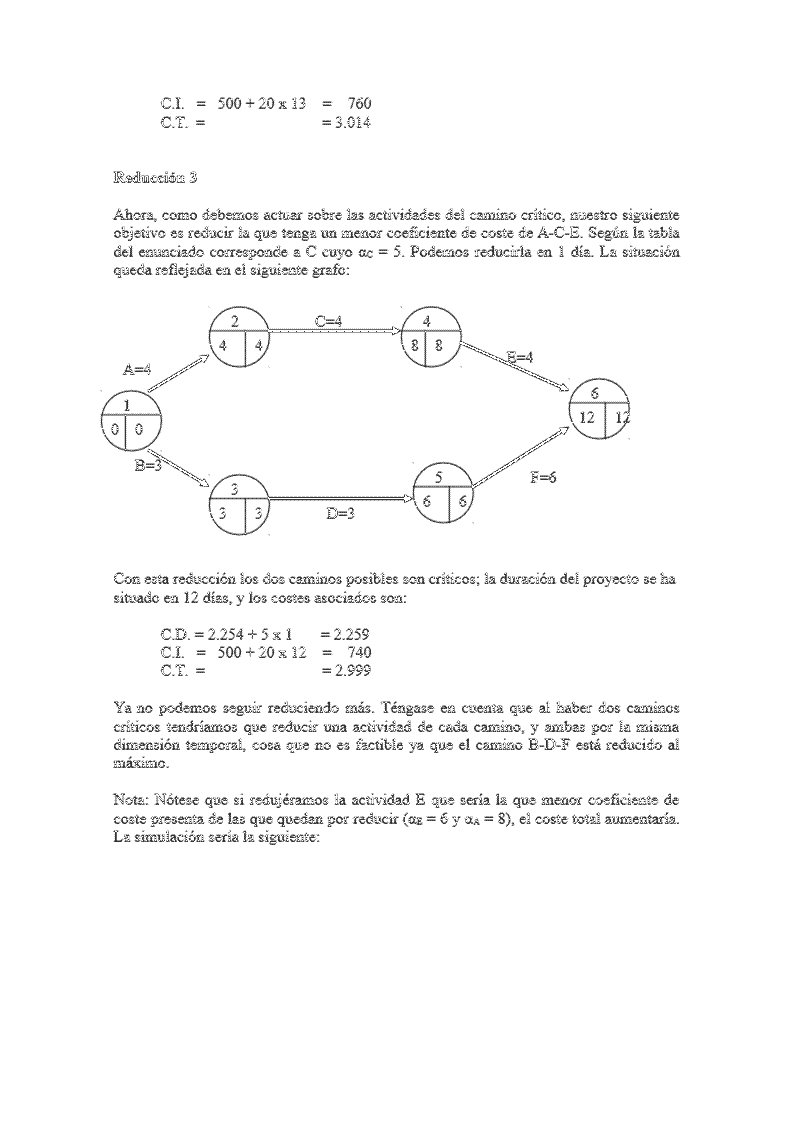 C.I. = 500 + 20 x 13 = 760
C.T. = = 3.014
Reducción 3
Ahora, como debemos actuar sobre las actividades del camino crítico, nuestro siguiente
objetivo es reducir la que tenga un menor coeficiente de coste de A-C-E. Según la tabla
del enunciado corresponde a C cuyo αC = 5. Podemos reducirla en 1 día. La situación
queda reflejada en el siguiente grafo:
2 C=4 4
4 4 8 8
E=4
A=4
6
1
12 12
0 0
B=3
5 F=6
3
6 6
3 3 D=3
Con esta reducción los dos caminos posibles son críticos; la duración del proyecto se ha
situado en 12 días, y los costes asociados son:
C.D. = 2.254 + 5 x 1 = 2.259
C.I. = 500 + 20 x 12 = 740
C.T. = = 2.999
Ya no podemos seguir reduciendo más. Téngase en cuenta que al haber dos caminos
críticos tendríamos que reducir una actividad de cada camino, y ambas por la misma
dimensión temporal, cosa que no es factible ya que el camino B-D-F está reducido al
máximo.
Nota: Nótese que si redujéramos la actividad E que sería la que menor coeficiente de
coste presenta de las que quedan por reducir (αE = 6 y αA = 8), el coste total aumentaría.
La simulación sería la siguiente: